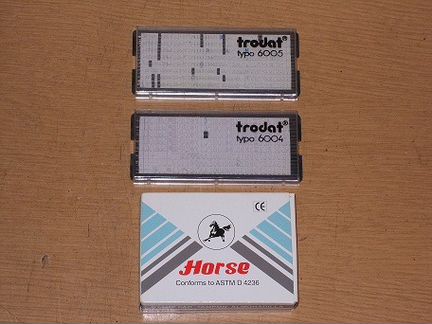 trodat®
typo 6005
trodat®
typo 6004
CE
Horse
Conforms to ASTM D 4236